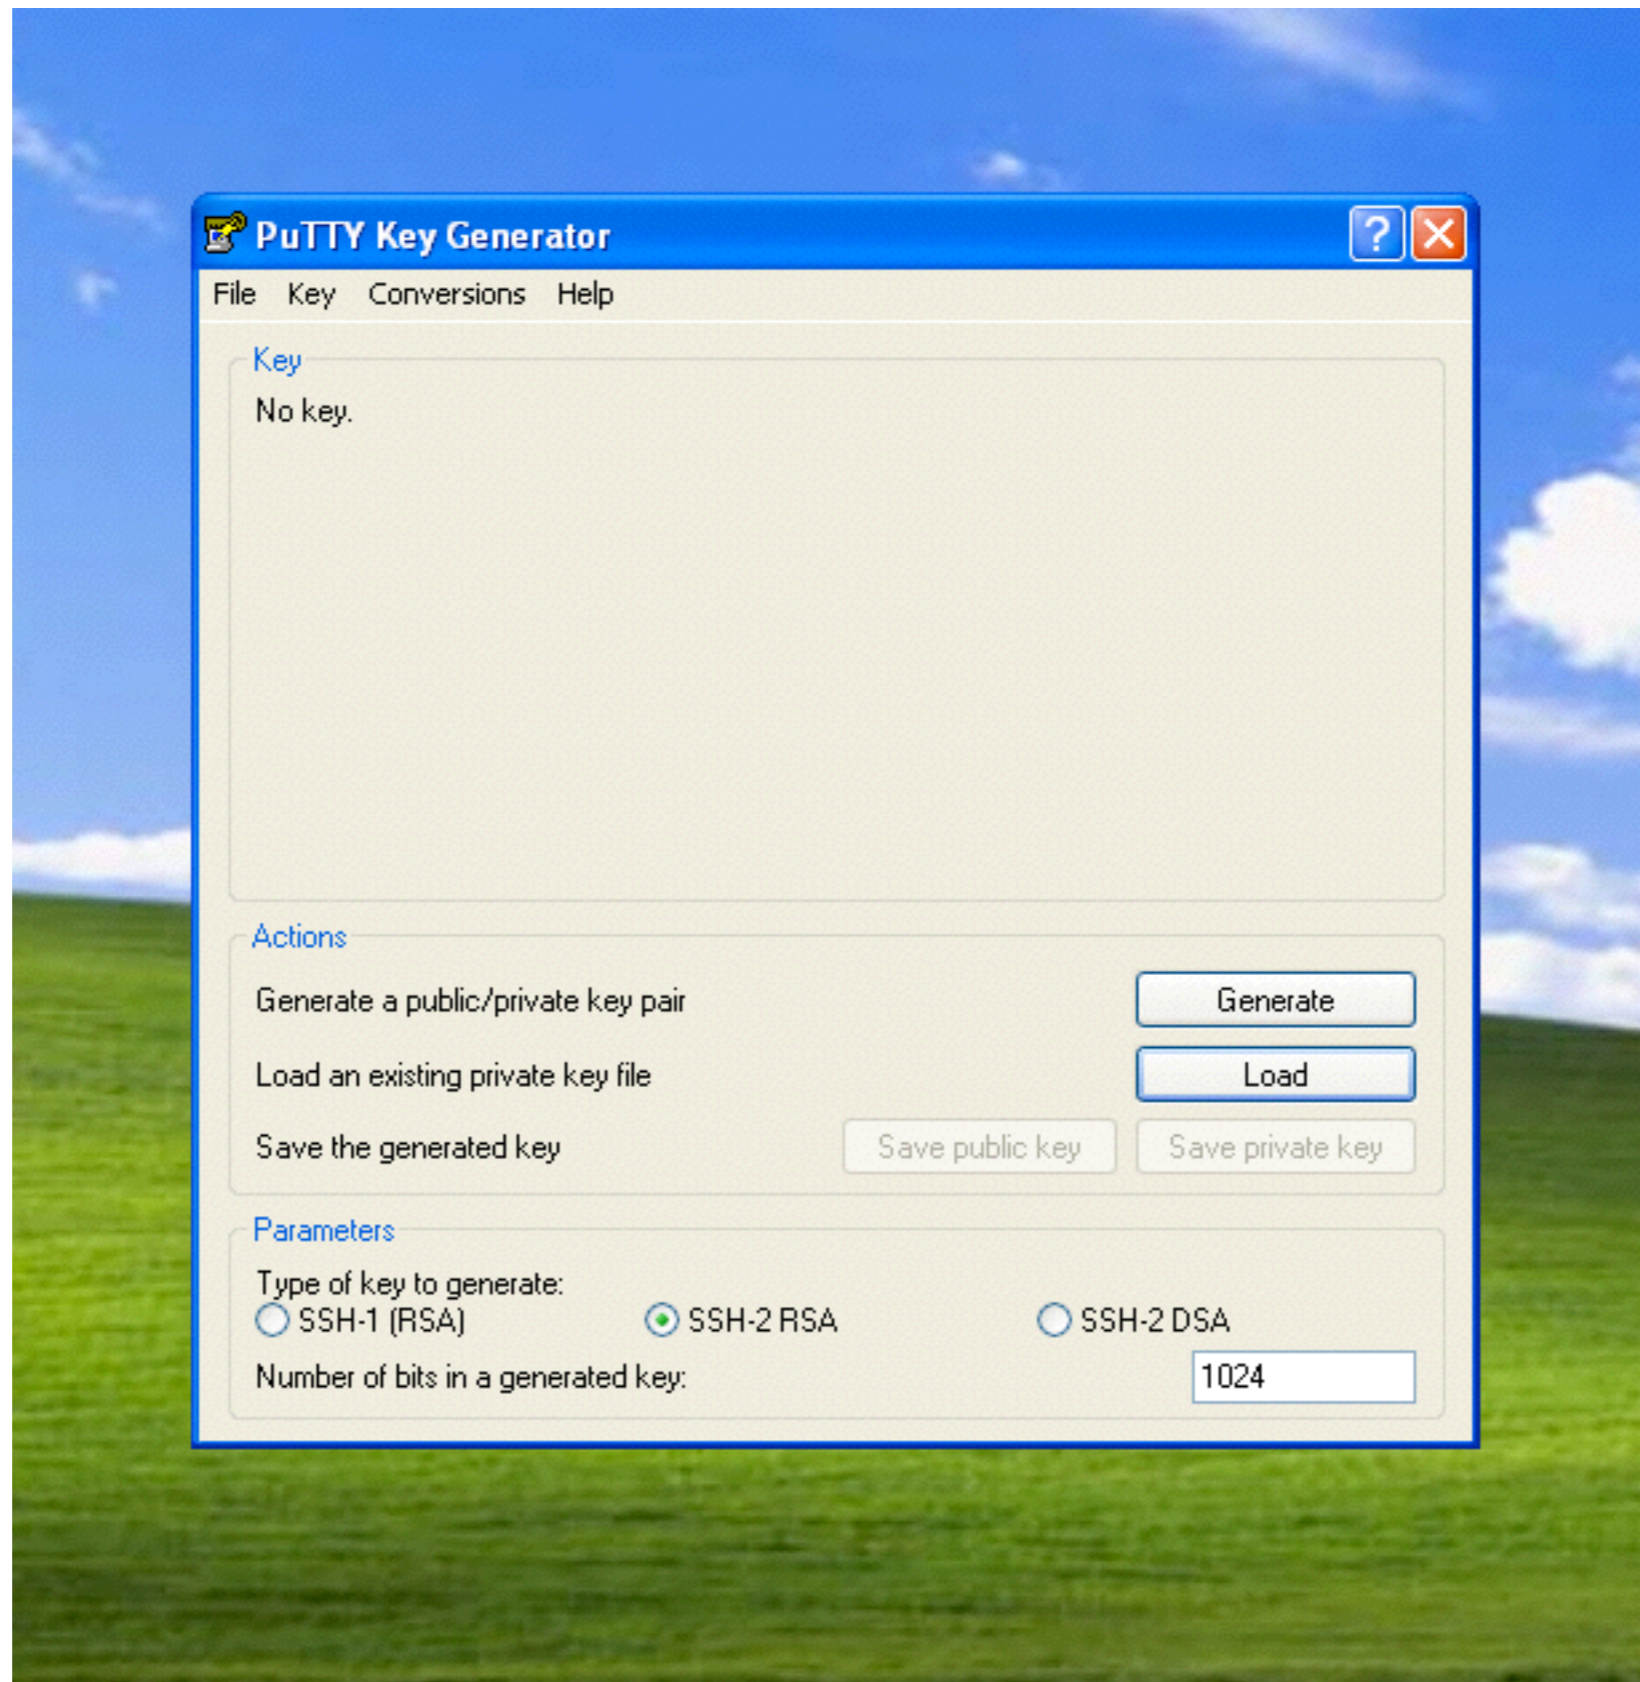 PuTTY Key Generator
?
File Key Conversions Help
Key
No key.
Actions
Generate a public/private key pair Generate
Load an existing private key file Load
Save the generated key Save public key Save private key
Parameters
Type of key to generate:
SSH-1 (RSA) SSH-2 RSA SSH-2 DSA
Number of bits in a generated key: 1024